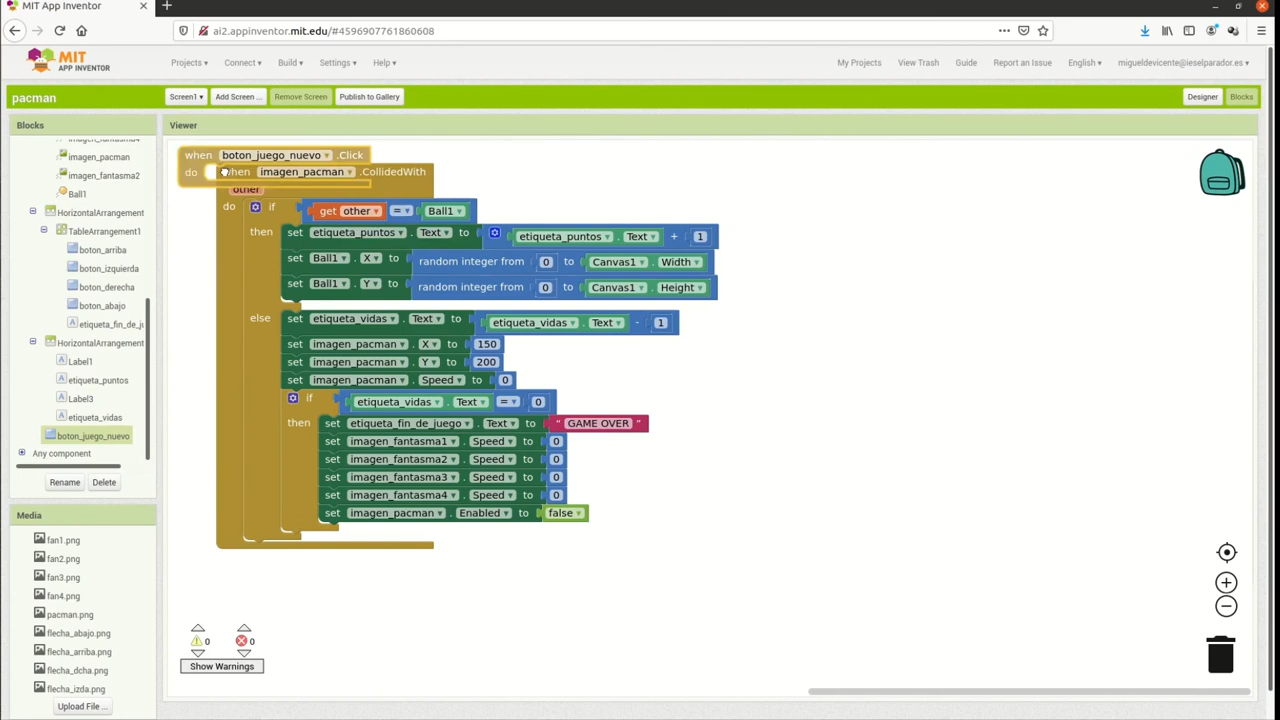 MIT App Inventor
ai2.appinventor.mit.edu/#4596907761860608
MIT
APP INVENTOR
Projects Connect Build Settings Help My Projects View Trash Guide Report an Issue English migueldevicente@ieselparador.es
pacman Screen1 Add Screen ... Remove Screen Publish to Gallery Designer Blocks
Blocks
imagen_pacman
imagen_fantasma2
Ball1
HorizontalArrangement
TableArrangement1
boton_arriba
boton_izquierda
boton_derecha
boton_abajo
etiqueta_fin_de_ju
HorizontalArrangement
Label1
etiqueta_puntos
Label3
etiqueta_vidas
boton_juego_nuevo
Any component
Rename Delete
Media
fan1.png
fan2.png
fan3.png
fan4.png
pacman.png
flecha_abajo.png
flecha_arriba.png
flecha_dcha.png
flecha_izda.png
Upload File ...
Viewer
when boton_juego_nuevo .Click
do
when imagen_pacman .CollidedWith
other
do if get other = Ball1
then set etiqueta_puntos . Text to etiqueta_puntos . Text + 1
set Ball1 . X to random integer from 0 to Canvas1 . Width
set Ball1 . Y to random integer from 0 to Canvas1 . Height
else set etiqueta_vidas . Text to etiqueta_vidas . Text - 1
set imagen_pacman . X to 150
set imagen_pacman . Y to 200
set imagen_pacman . Speed to 0
if etiqueta_vidas . Text = 0
then set etiqueta_fin_de_juego . Text to " GAME OVER "
set imagen_fantasma1 . Speed to 0
set imagen_fantasma2 . Speed to 0
set imagen_fantasma3 . Speed to 0
set imagen_fantasma4 . Speed to 0
set imagen_pacman . Enabled to false
0 0
Show Warnings